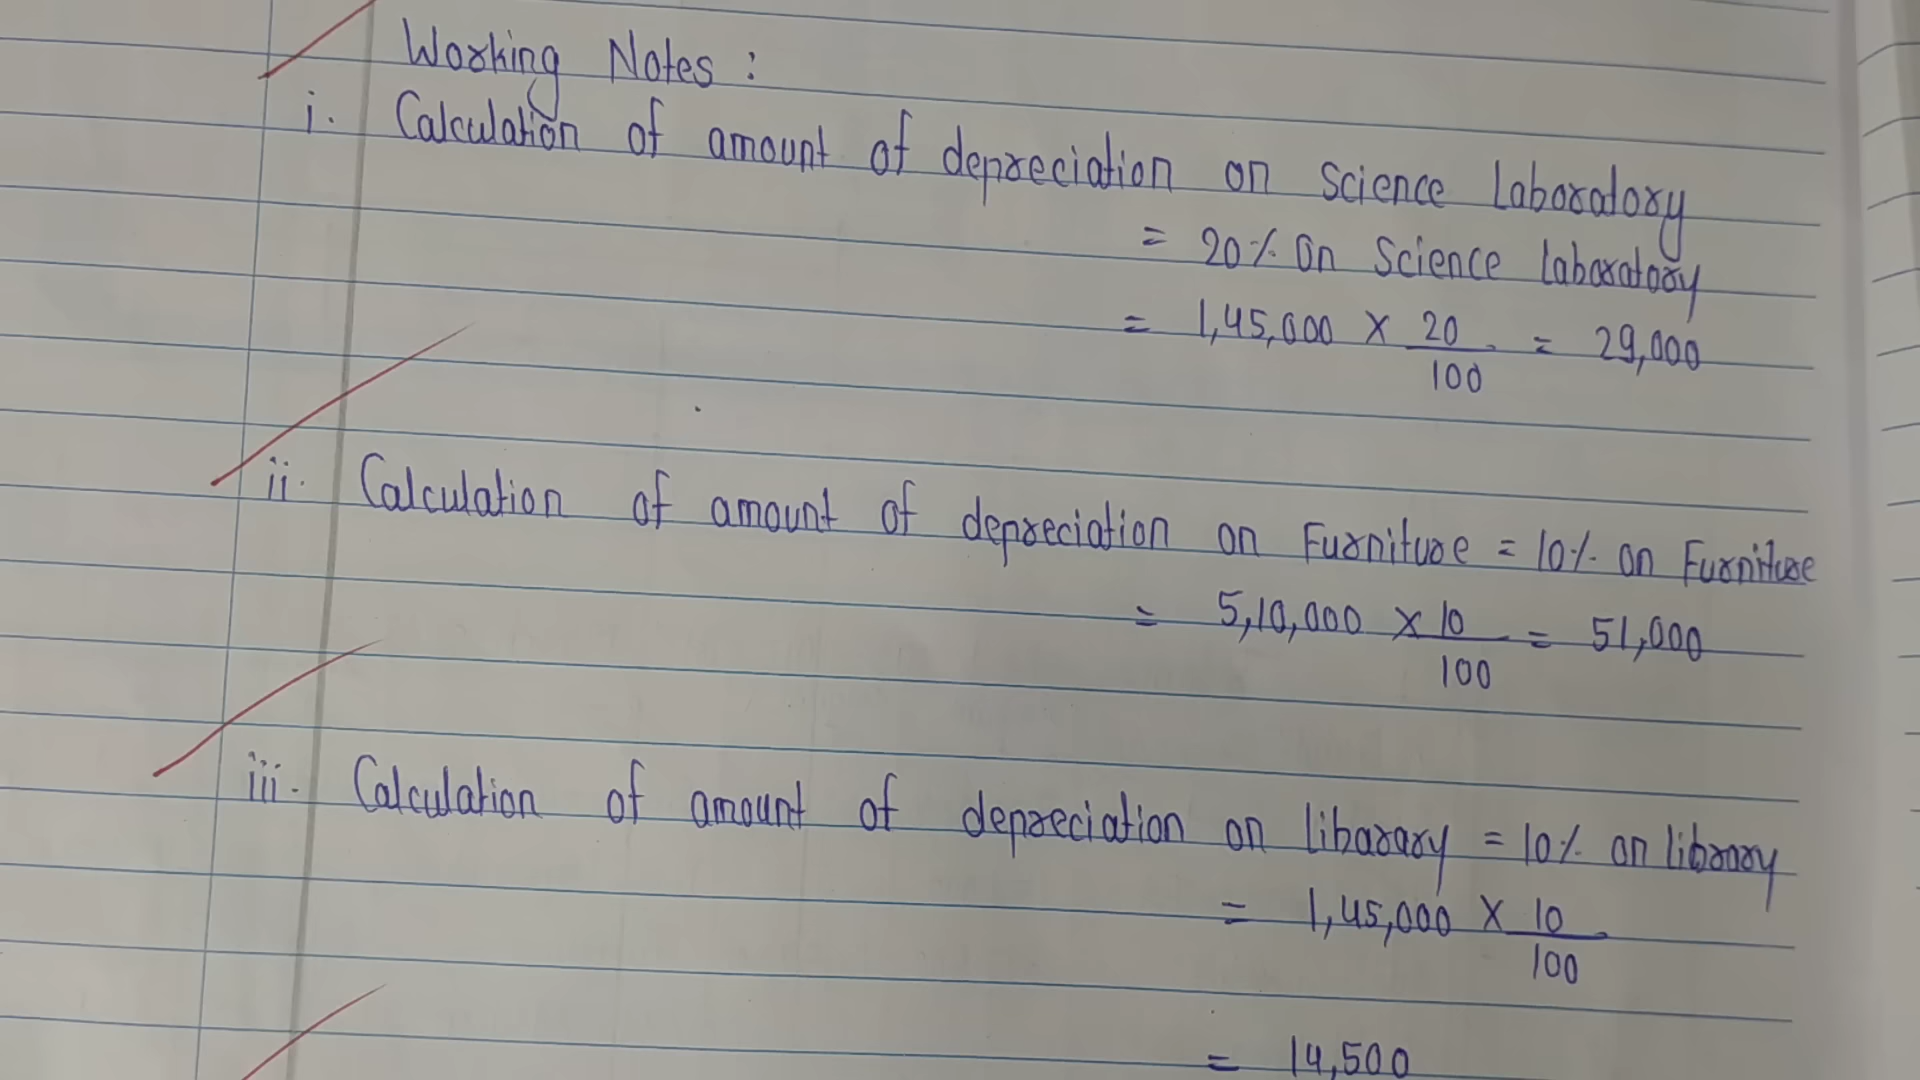 Working Notes :
i. Calculation of amount of depreciation on Science Laboratory
= 20% on Science laboratory
= 1,45,000 × 20/100 = 29,000
ii. Calculation of amount of depreciation on Furniture = 10% on Furniture
= 5,10,000 × 10/100 = 51,000
iii. Calculation of amount of depreciation on libarary = 10% on library
= 1,45,000 × 10/100
= 14,500